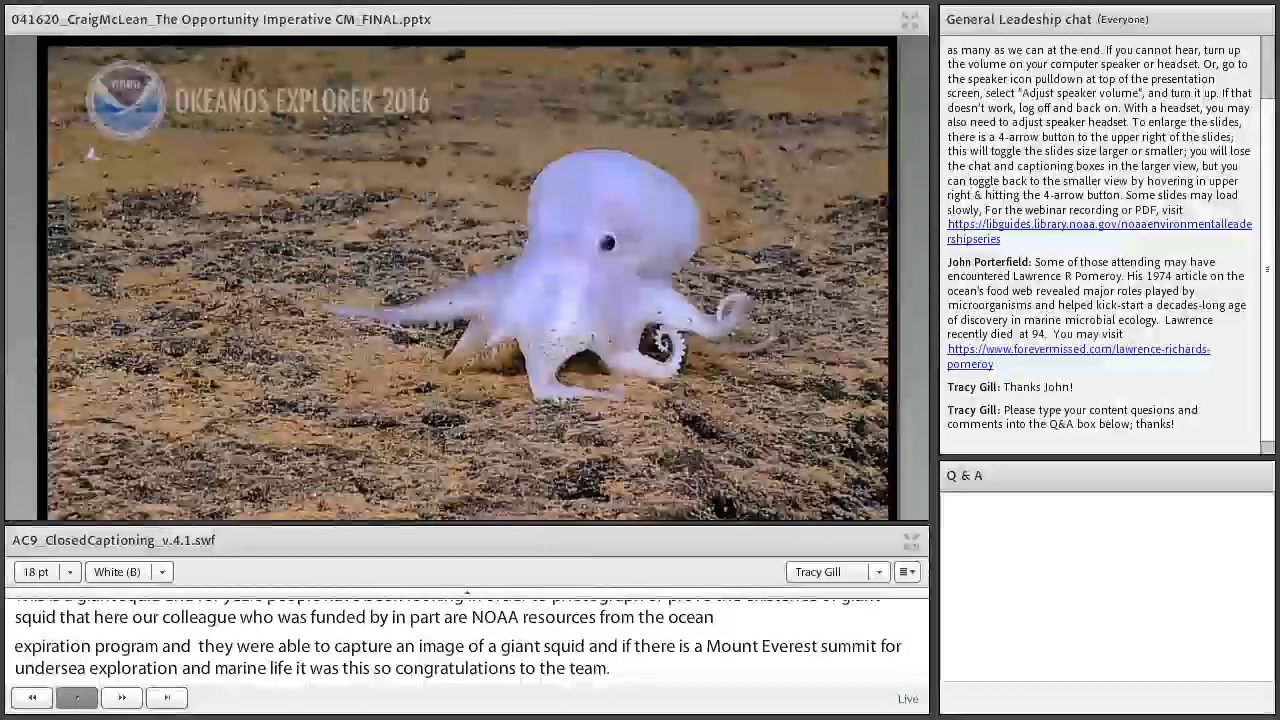 041620_CraigMcLean_The Opportunity Imperative CM_FINAL.pptx
NOAA
OKEANOS EXPLORER 2016
General Leadership chat (Everyone)
as many as we can at the end. If you cannot hear, turn up
the volume on your computer speaker or headset. Or, go to
the speaker icon pulldown at top of the presentation
screen, select "Adjust speaker volume", and turn it up. If that
doesn't work, log off and back on. With a headset, you may
also need to adjust speaker headset. To enlarge the slides,
there is a 4-arrow button to the upper right of the slides;
this will toggle the slides size larger or smaller; you will lose
the chat and captioning boxes in the larger view, but you
can toggle back to the smaller view by hovering in upper
right & hitting the 4-arrow button. Some slides may load
slowly, For the webinar recording or PDF, visit
https://libguides.library.noaa.gov/noaaenvironmentalleade
rshipseries
John Porterfield: Some of those attending may have
encountered Lawrence R Pomeroy. His 1974 article on the
ocean's food web revealed major roles played by
microorganisms and helped kick-start a decades-long age
of discovery in marine microbial ecology. Lawrence
recently died at 94. You may visit
https://www.forevermissed.com/lawrence-richards-
pomeroy
Tracy Gill: Thanks John!
Tracy Gill: Please type your content quesions and
comments into the Q&A box below; thanks!
Q & A
AC9_ClosedCaptioning_v.4.1.swf
18 pt
White (B)
Tracy Gill
squid that here our colleague who was funded by in part are NOAA resources from the ocean
expiration program and they were able to capture an image of a giant squid and if there is a Mount Everest summit for
undersea exploration and marine life it was this so congratulations to the team.
Live